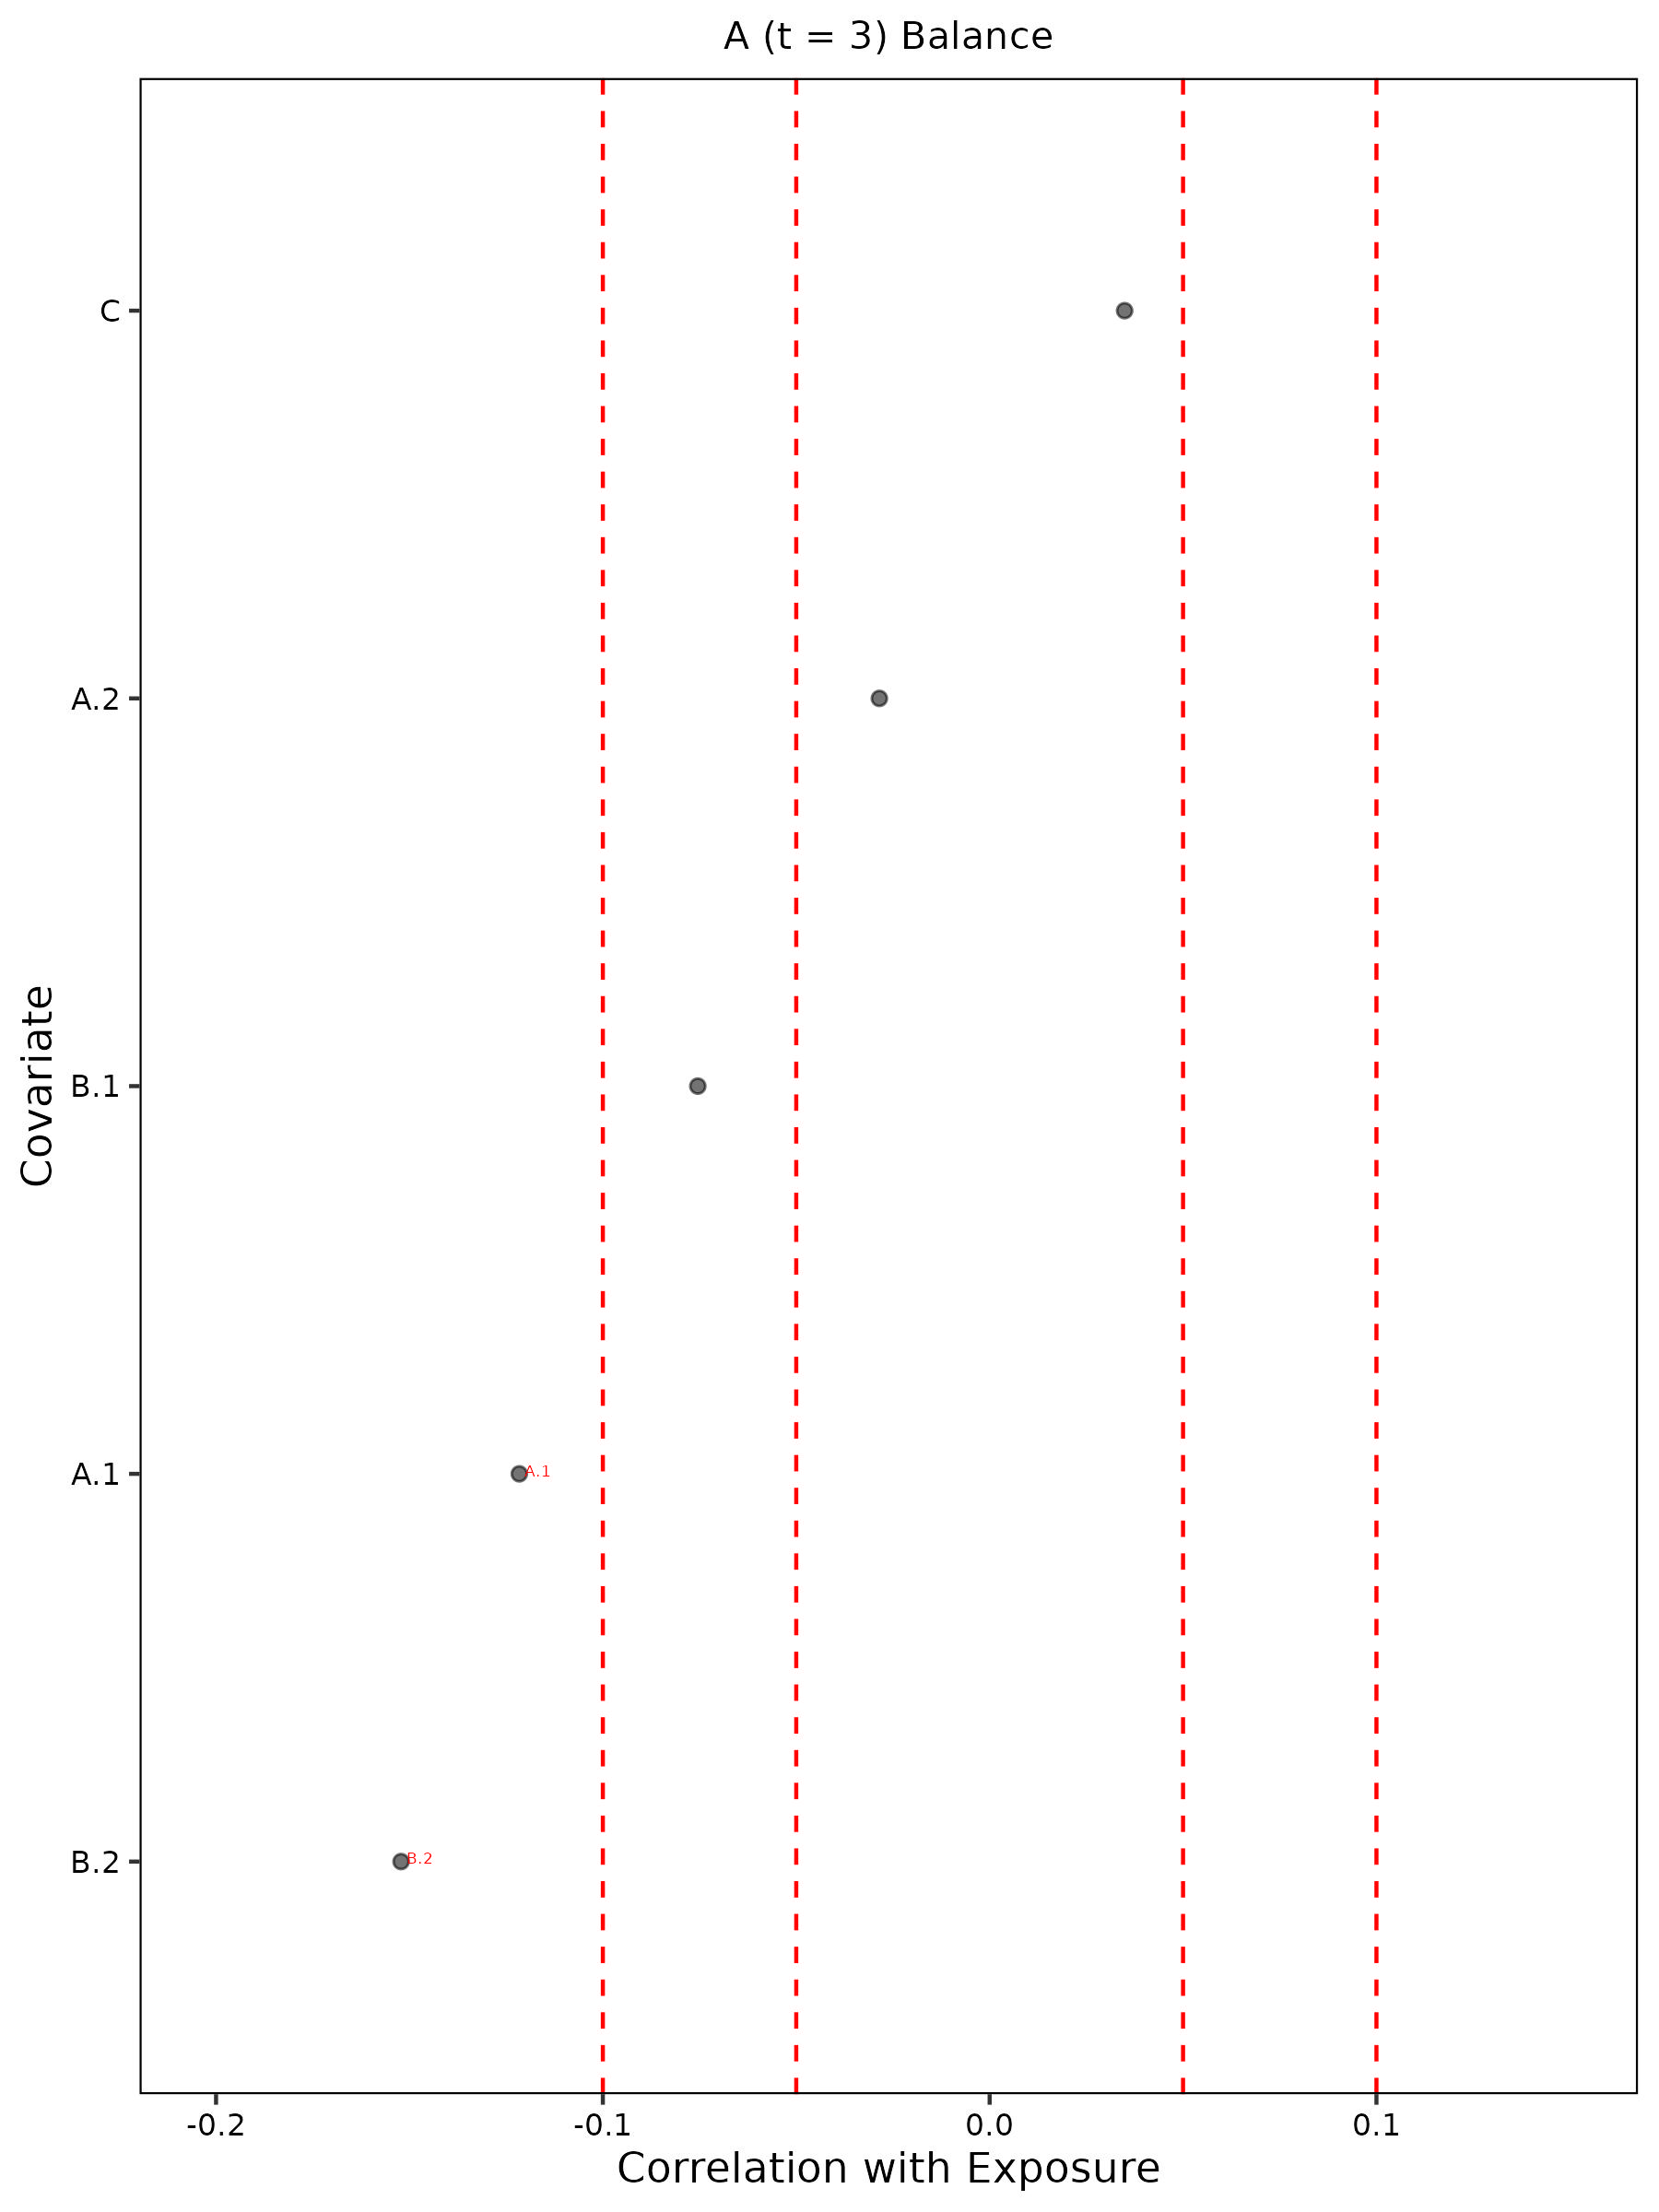 A (t = 3) Balance
Covariate
C
A.2
B.1
A.1
A.1
B.2
B.2
-0.2
-0.1
0.0
0.1
Correlation with Exposure